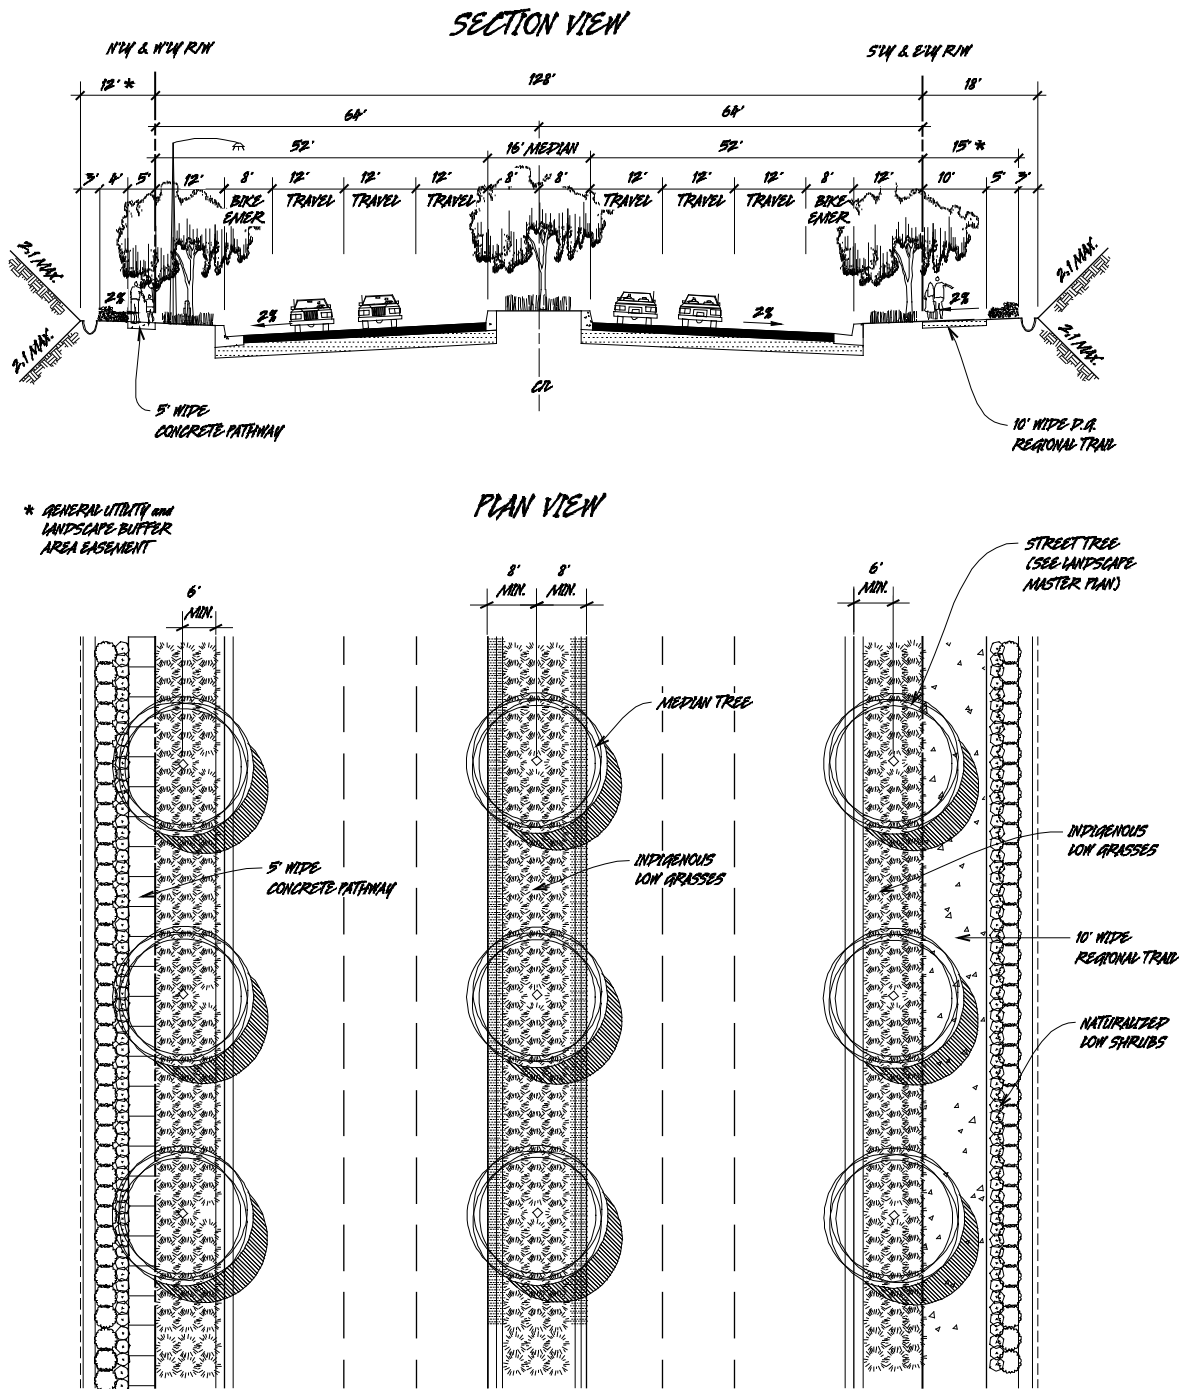 SECTION VIEW
N'LY & W'LY R/W
S'LY & E'LY R/W
12' *
128'
18'
64'
64'
52'
16' MEDIAN
52'
15' *
3'
4'
5'
12'
8'
12'
12'
12'
8'
8'
12'
12'
12'
8'
12'
10'
5'
3'
BIKE
EMER
TRAVEL
TRAVEL
TRAVEL
TRAVEL
TRAVEL
TRAVEL
BIKE
EMER
2:1 MAX.
2:1 MAX.
2%
2%
2%
2%
2:1 MAX.
2:1 MAX.
C/L
5' WIDE
CONCRETE PATHWAY
10' WIDE D.G.
REGIONAL TRAIL
PLAN VIEW
* GENERAL UTILITY and
LANDSCAPE BUFFER
AREA EASEMENT
STREET TREE
(SEE LANDSCAPE
MASTER PLAN)
6'
MIN.
8'
MIN.
8'
MIN.
6'
MIN.
MEDIAN TREE
INDIGENOUS
LOW GRASSES
5' WIDE
CONCRETE PATHWAY
INDIGENOUS
LOW GRASSES
10' WIDE
REGIONAL TRAIL
NATURALIZED
LOW SHRUBS